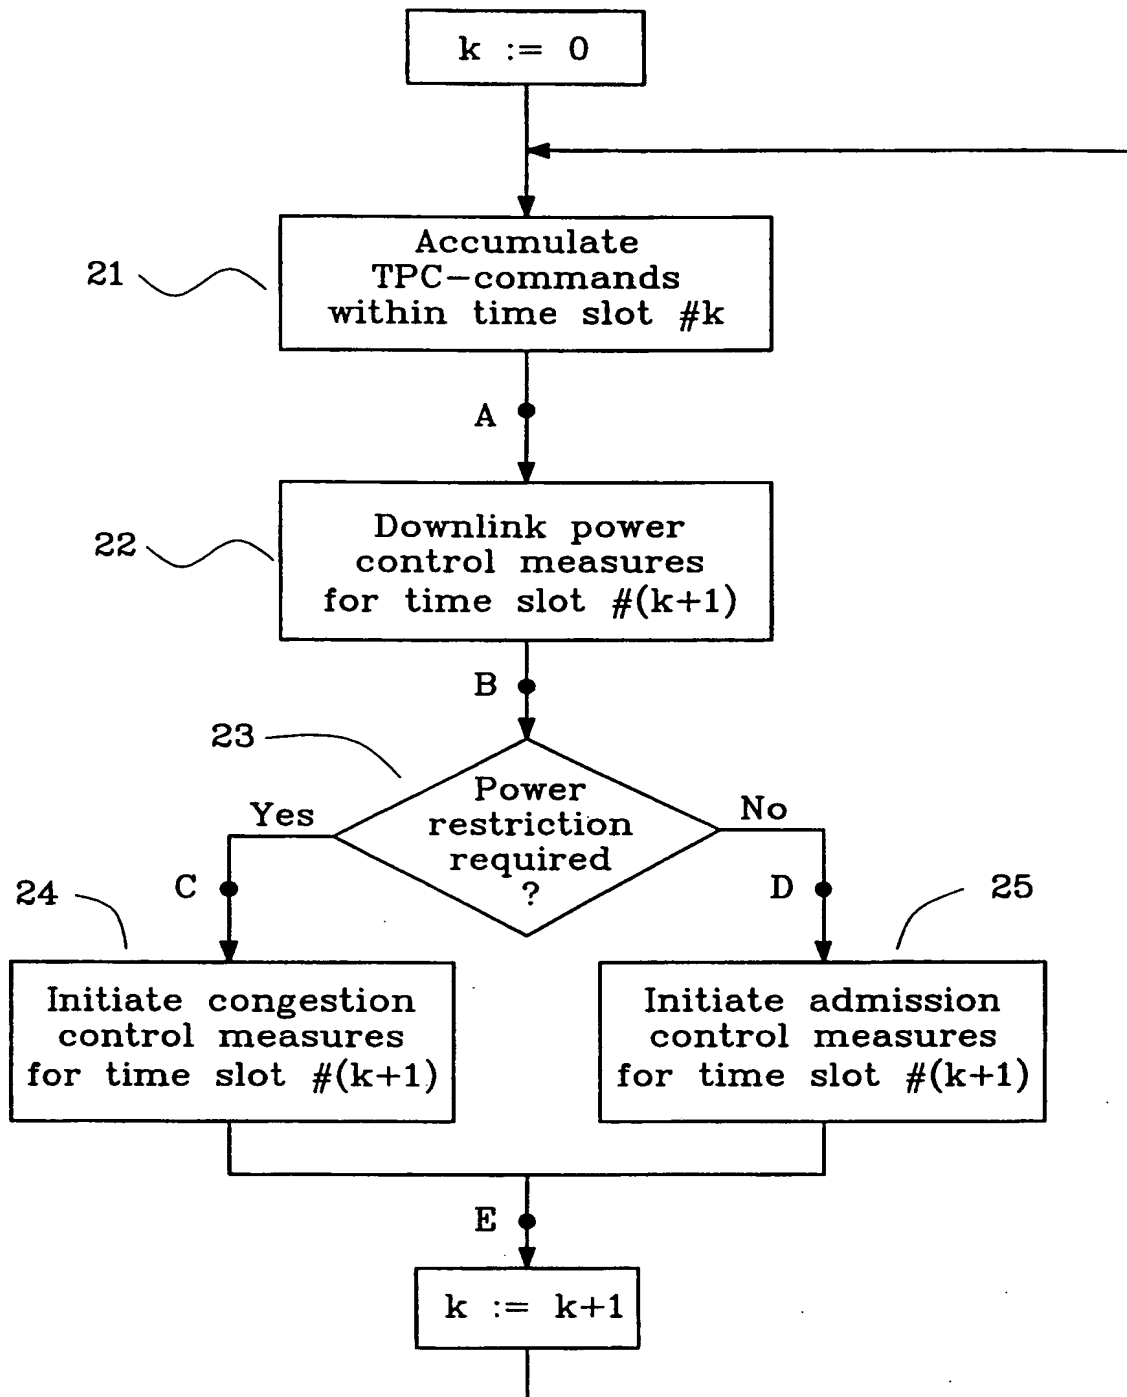 k := 0
Accumulate
TPC-commands
within time slot #k
21
A
Downlink power
control measures
for time slot #(k+1)
22
B
23
Power
restriction
required
?
Yes
No
C
D
24
25
Initiate congestion
control measures
for time slot #(k+1)
Initiate admission
control measures
for time slot #(k+1)
E
k := k+1